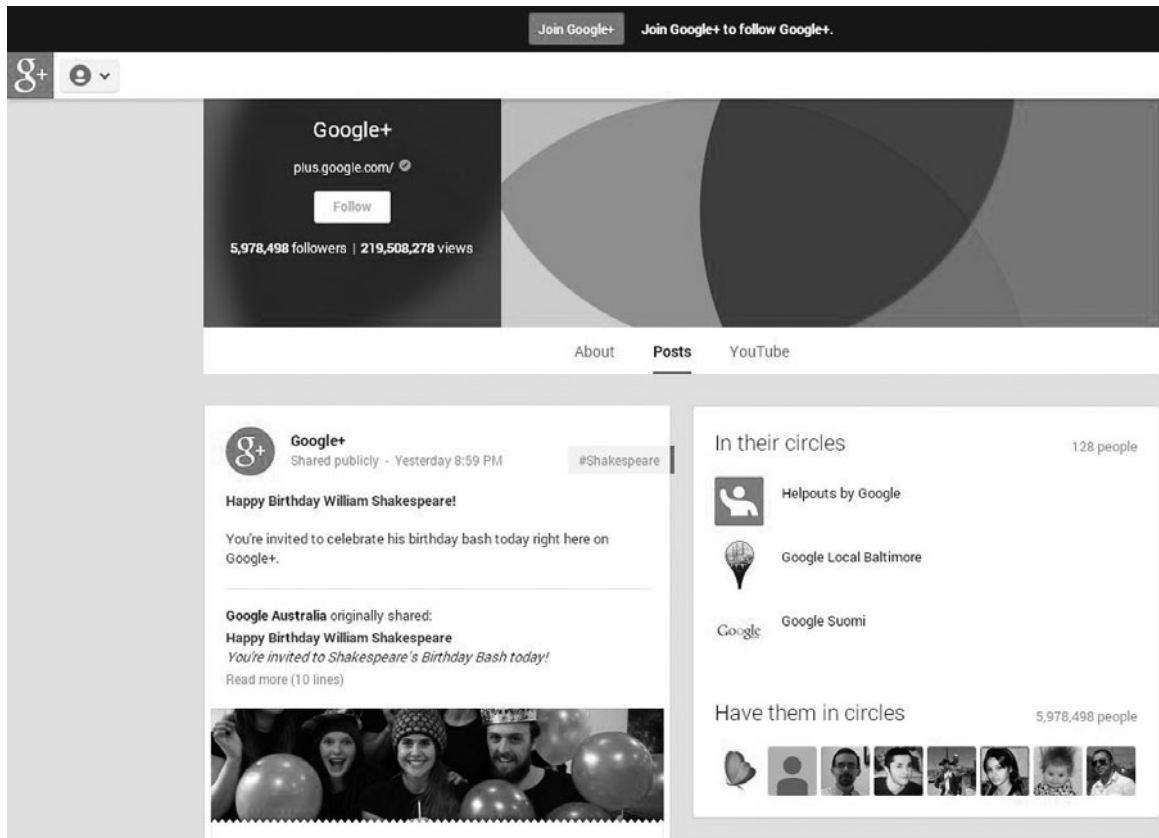 Join Google+ Join Google+ to follow Google+.
g+
Google+
plus.google.com/
Follow
5,978,498 followers | 219,508,278 views
About Posts YouTube
g+
Google+
Shared publicly - Yesterday 8:59 PM
#Shakespeare
Happy Birthday William Shakespeare!
You're invited to celebrate his birthday bash today right here on
Google+.
Google Australia originally shared:
Happy Birthday William Shakespeare
You're invited to Shakespeare's Birthday Bash today!
Read more (10 lines)
In their circles 128 people
Helpouts by Google
Google Local Baltimore
Google Google Suomi
Have them in circles 5,978,498 people